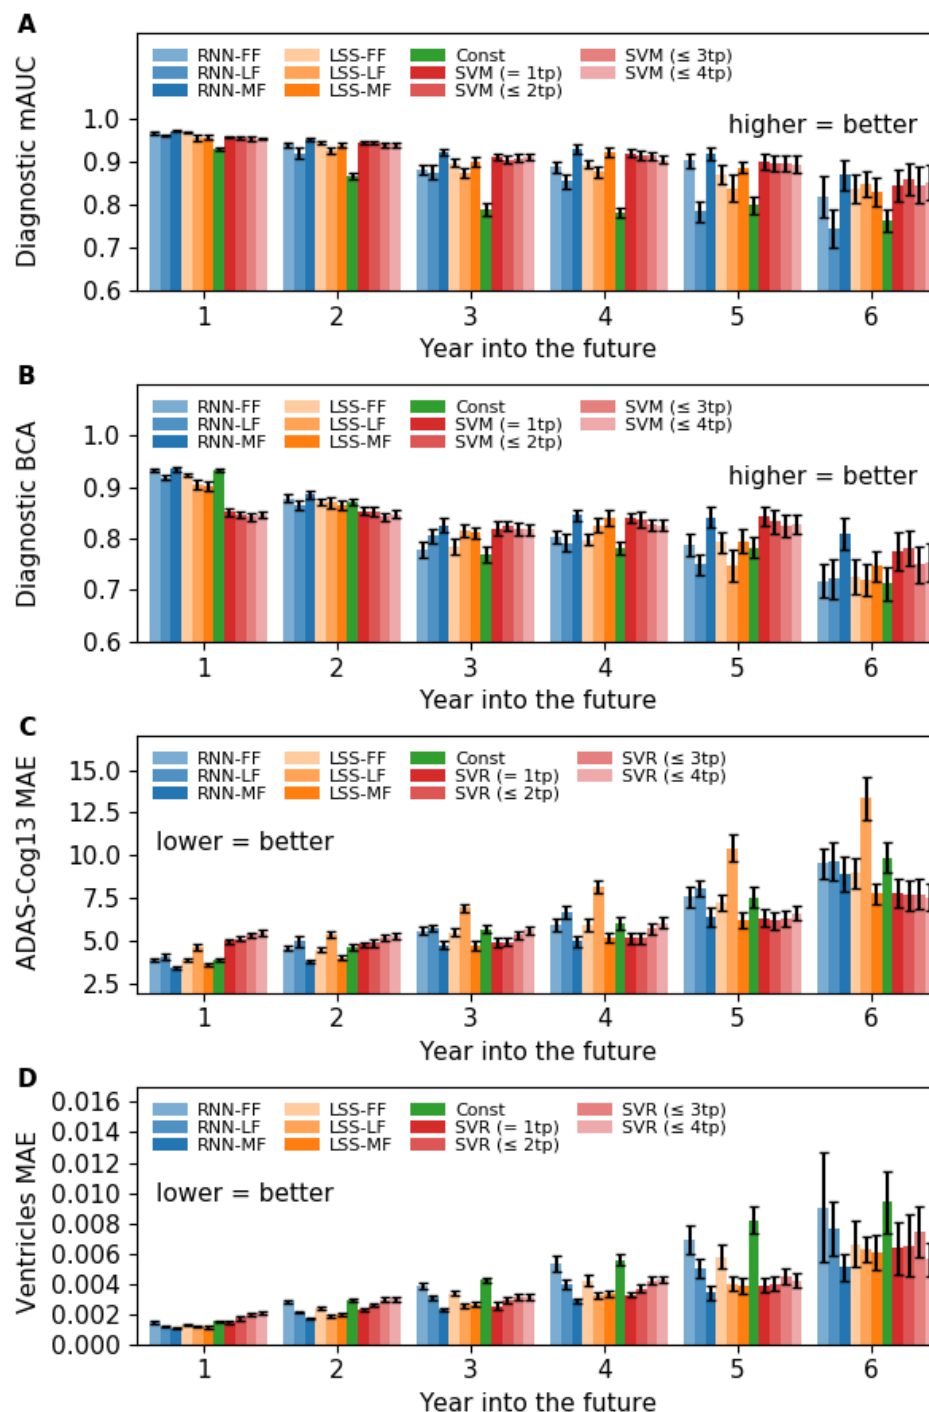 A
RNN-FF LSS-FF Const SVM (≤ 3tp)
RNN-LF LSS-LF SVM (= 1tp) SVM (≤ 4tp)
RNN-MF LSS-MF SVM (≤ 2tp)
higher = better
Diagnostic mAUC
1.0
0.9
0.8
0.7
0.6
1 2 3 4 5 6
Year into the future
B
RNN-FF LSS-FF Const SVM (≤ 3tp)
RNN-LF LSS-LF SVM (= 1tp) SVM (≤ 4tp)
RNN-MF LSS-MF SVM (≤ 2tp)
higher = better
Diagnostic BCA
1.0
0.9
0.8
0.7
0.6
1 2 3 4 5 6
Year into the future
C
RNN-FF LSS-FF Const SVR (≤ 3tp)
RNN-LF LSS-LF SVR (= 1tp) SVR (≤ 4tp)
RNN-MF LSS-MF SVR (≤ 2tp)
lower = better
ADAS-Cog13 MAE
15.0
12.5
10.0
7.5
5.0
2.5
1 2 3 4 5 6
Year into the future
D
RNN-FF LSS-FF Const SVR (≤ 3tp)
RNN-LF LSS-LF SVR (= 1tp) SVR (≤ 4tp)
RNN-MF LSS-MF SVR (≤ 2tp)
lower = better
Ventricles MAE
0.016
0.014
0.012
0.010
0.008
0.006
0.004
0.002
0.000
1 2 3 4 5 6
Year into the future